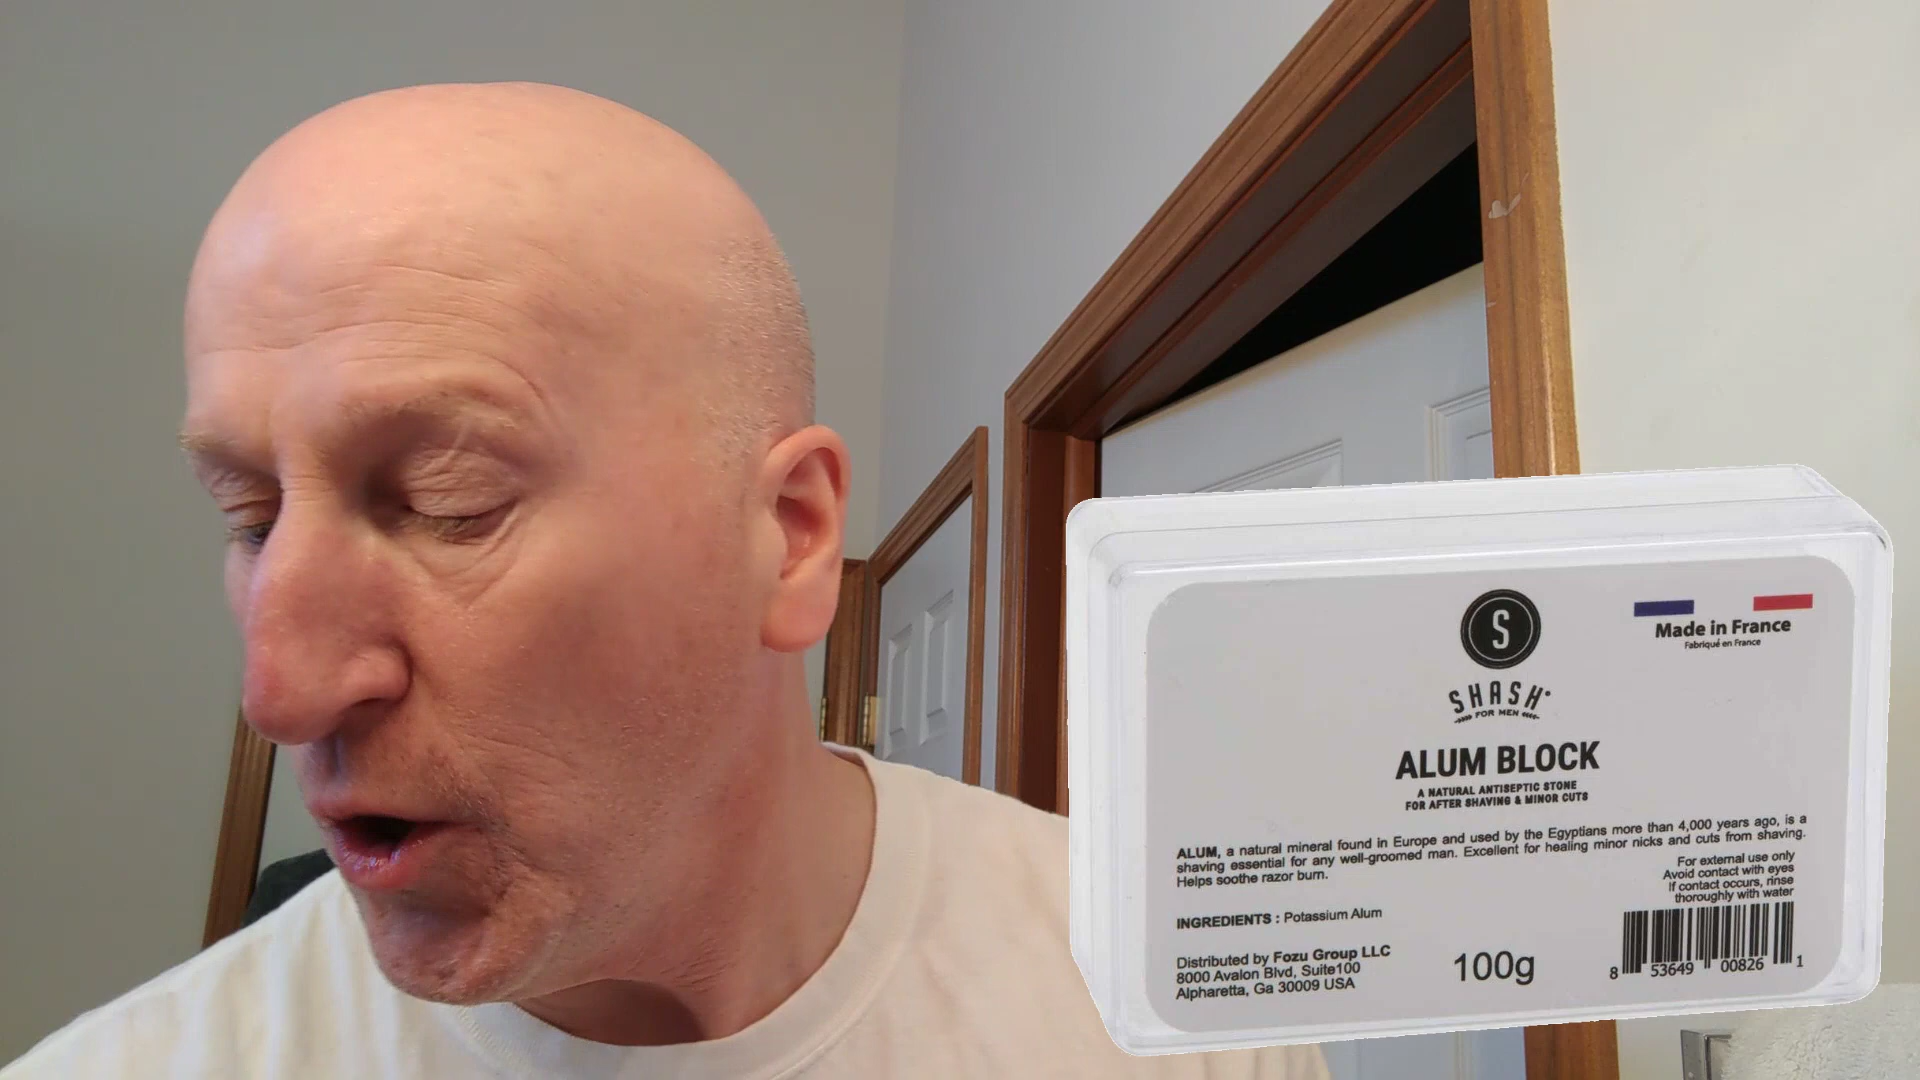 S
SHASH
FOR MEN
Made in France
Fabriqué en France
ALUM BLOCK
A NATURAL ANTISEPTIC STONE
FOR AFTER SHAVING & MINOR CUTS
ALUM, a natural mineral found in Europe and used by the Egyptians more than 4,000 years ago, is a
shaving essential for any well-groomed man. Excellent for healing minor nicks and cuts from shaving.
Helps soothe razor burn.
For external use only
Avoid contact with eyes
If contact occurs, rinse
thoroughly with water
INGREDIENTS : Potassium Alum
Distributed by Fozu Group LLC
8000 Avalon Blvd, Suite100
Alpharetta, Ga 30009 USA
100g
8 53649 00826 1